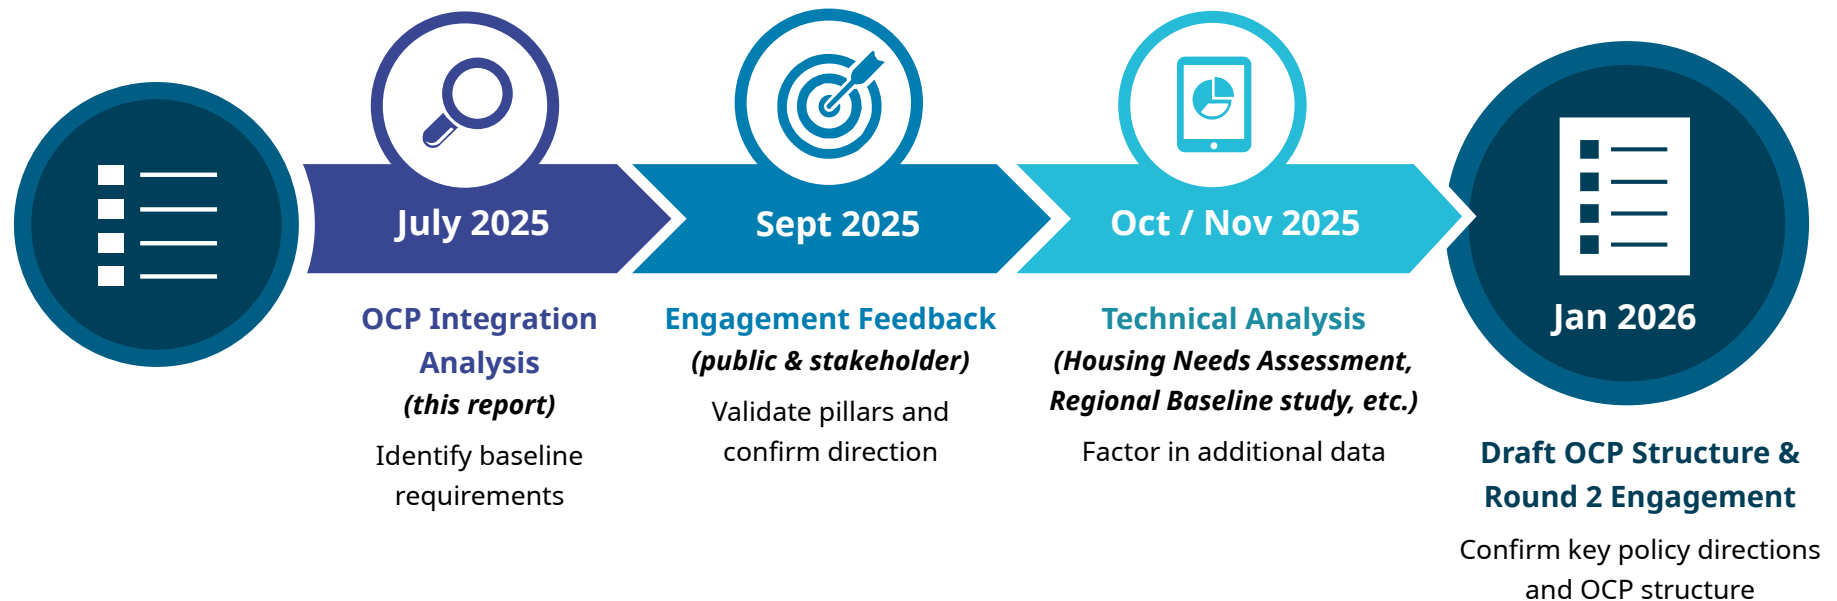 July 2025
OCP Integration
Analysis
(this report)
Identify baseline
requirements
Sept 2025
Engagement Feedback
(public & stakeholder)
Validate pillars and
confirm direction
Oct / Nov 2025
Technical Analysis
(Housing Needs Assessment,
Regional Baseline study, etc.)
Factor in additional data
Jan 2026
Draft OCP Structure &
Round 2 Engagement
Confirm key policy directions
and OCP structure